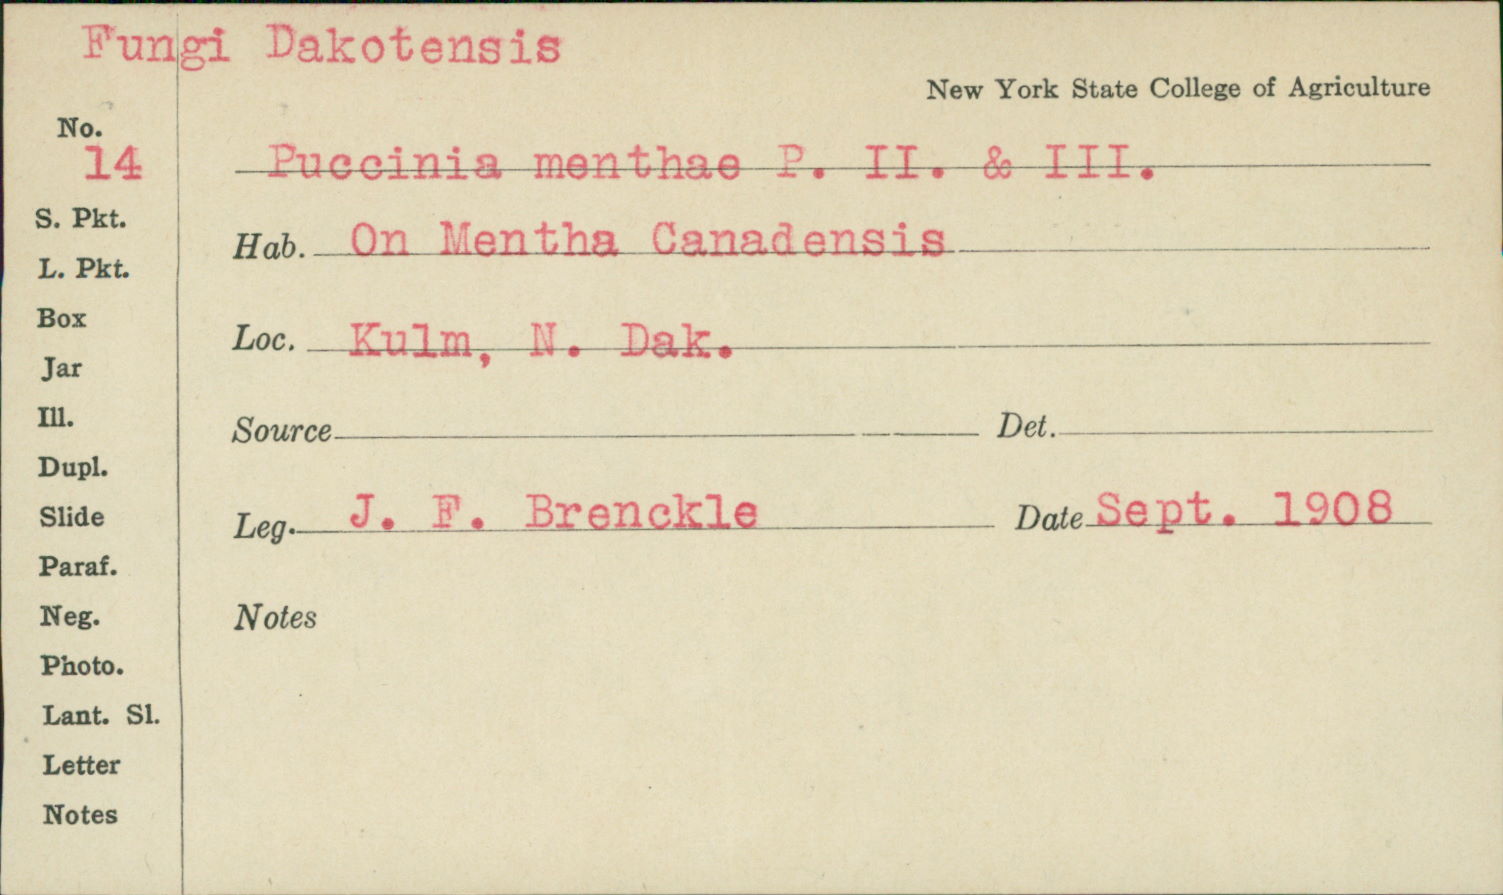 Fungi Dakotensis
New York State College of Agriculture
No.
14
Puccinia menthae P. II. & III.
S. Pkt.
Hab. On Mentha Canadensis
L. Pkt.
Box
Loc. Kulm, N. Dak.
Jar
Ill.
Source Det.
Dupl.
Slide
Leg. J. F. Brenckle Date Sept. 1908
Paraf.
Neg.
Notes
Photo.
Lant. Sl.
Letter
Notes